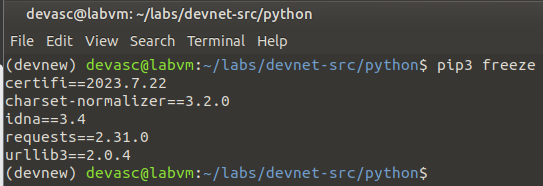 devasc@labvm: ~/labs/devnet-src/python
File Edit View Search Terminal Help
(devnew) devasc@labvm:~/labs/devnet-src/python$ pip3 freeze
certifi==2023.7.22
charset-normalizer==3.2.0
idna==3.4
requests==2.31.0
urllib3==2.0.4
(devnew) devasc@labvm:~/labs/devnet-src/python$